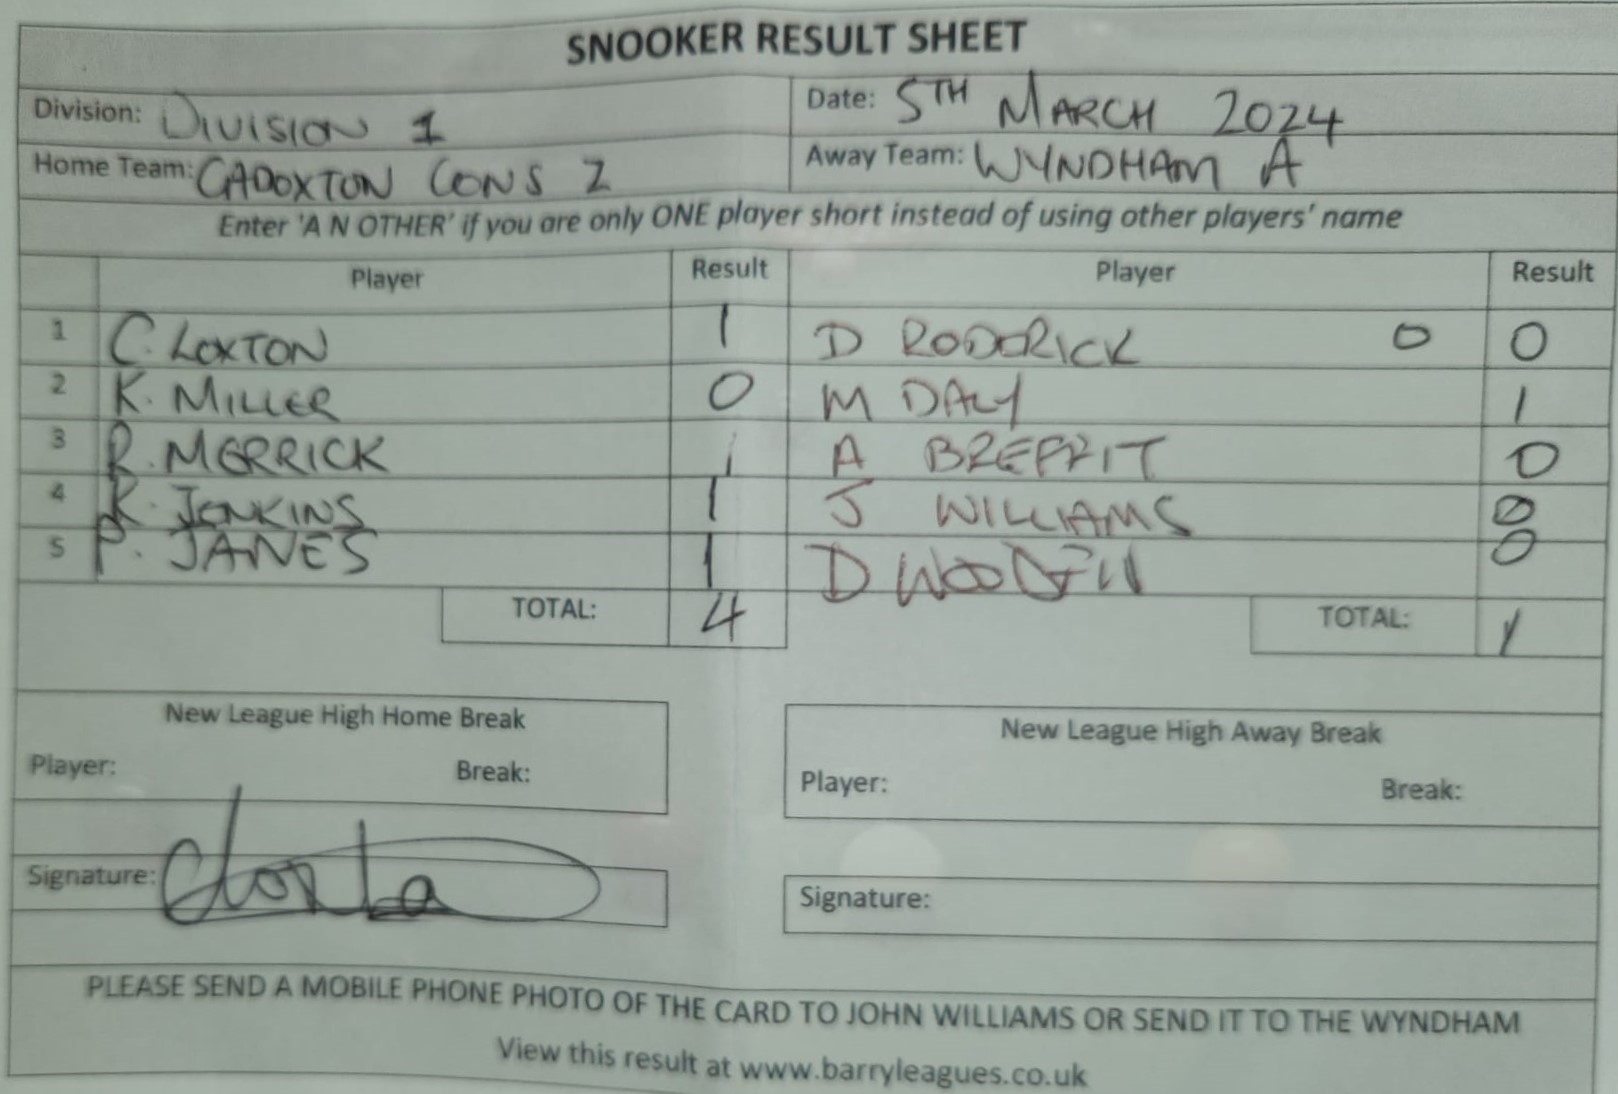 SNOOKER RESULT SHEET
Division: DIVISION 1 Date: 5TH MARCH 2024
Home Team: CADOXTON CONS 2 Away Team: WYNDHAM A
Enter 'A N OTHER' if you are only ONE player short instead of using other players' name
Player Result Player Result
1 C. LOXTON 1 D RODERICK 0 0
2 K. MILLER 0 M DALY 1
3 R. MERRICK 1 A BREFFIT 0
4 K. JENKINS 1 J WILLIAMS 0
5 P. JANES 1 D 0
TOTAL: 4 TOTAL: 1
New League High Home Break New League High Away Break
Player: Break: Player: Break:
Signature: Signature:
PLEASE SEND A MOBILE PHONE PHOTO OF THE CARD TO JOHN WILLIAMS OR SEND IT TO THE WYNDHAM
View this result at www.barryleagues.co.uk